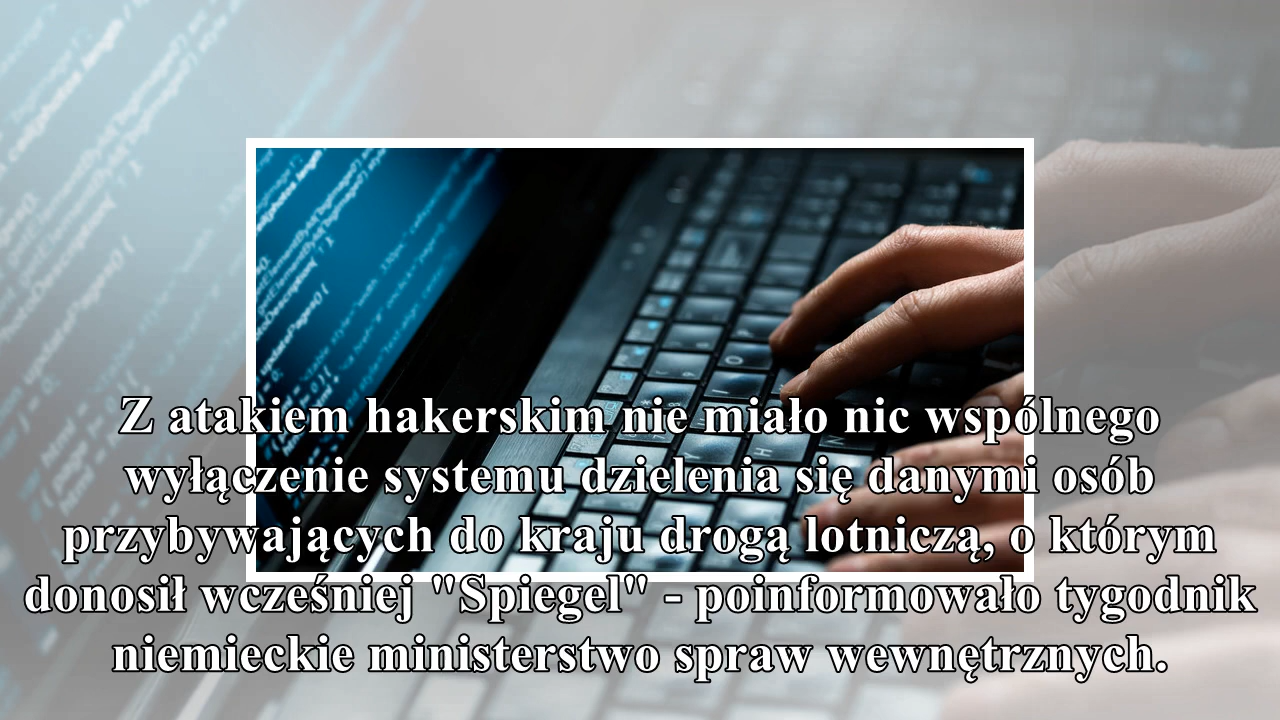 Z atakiem hakerskim nie miało nic wspólnego
wyłączenie systemu dzielenia się danymi osób
przybywających do kraju drogą lotniczą, o którym
donosił wcześniej "Spiegel" - poinformowało tygodnik
niemieckie ministerstwo spraw wewnętrznych.